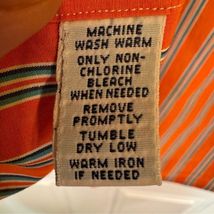 MACHINE
WASH WARM
ONLY NON-
CHLORINE
BLEACH
WHEN NEEDED
REMOVE
PROMPTLY
TUMBLE
DRY LOW
WARM IRON
IF NEEDED